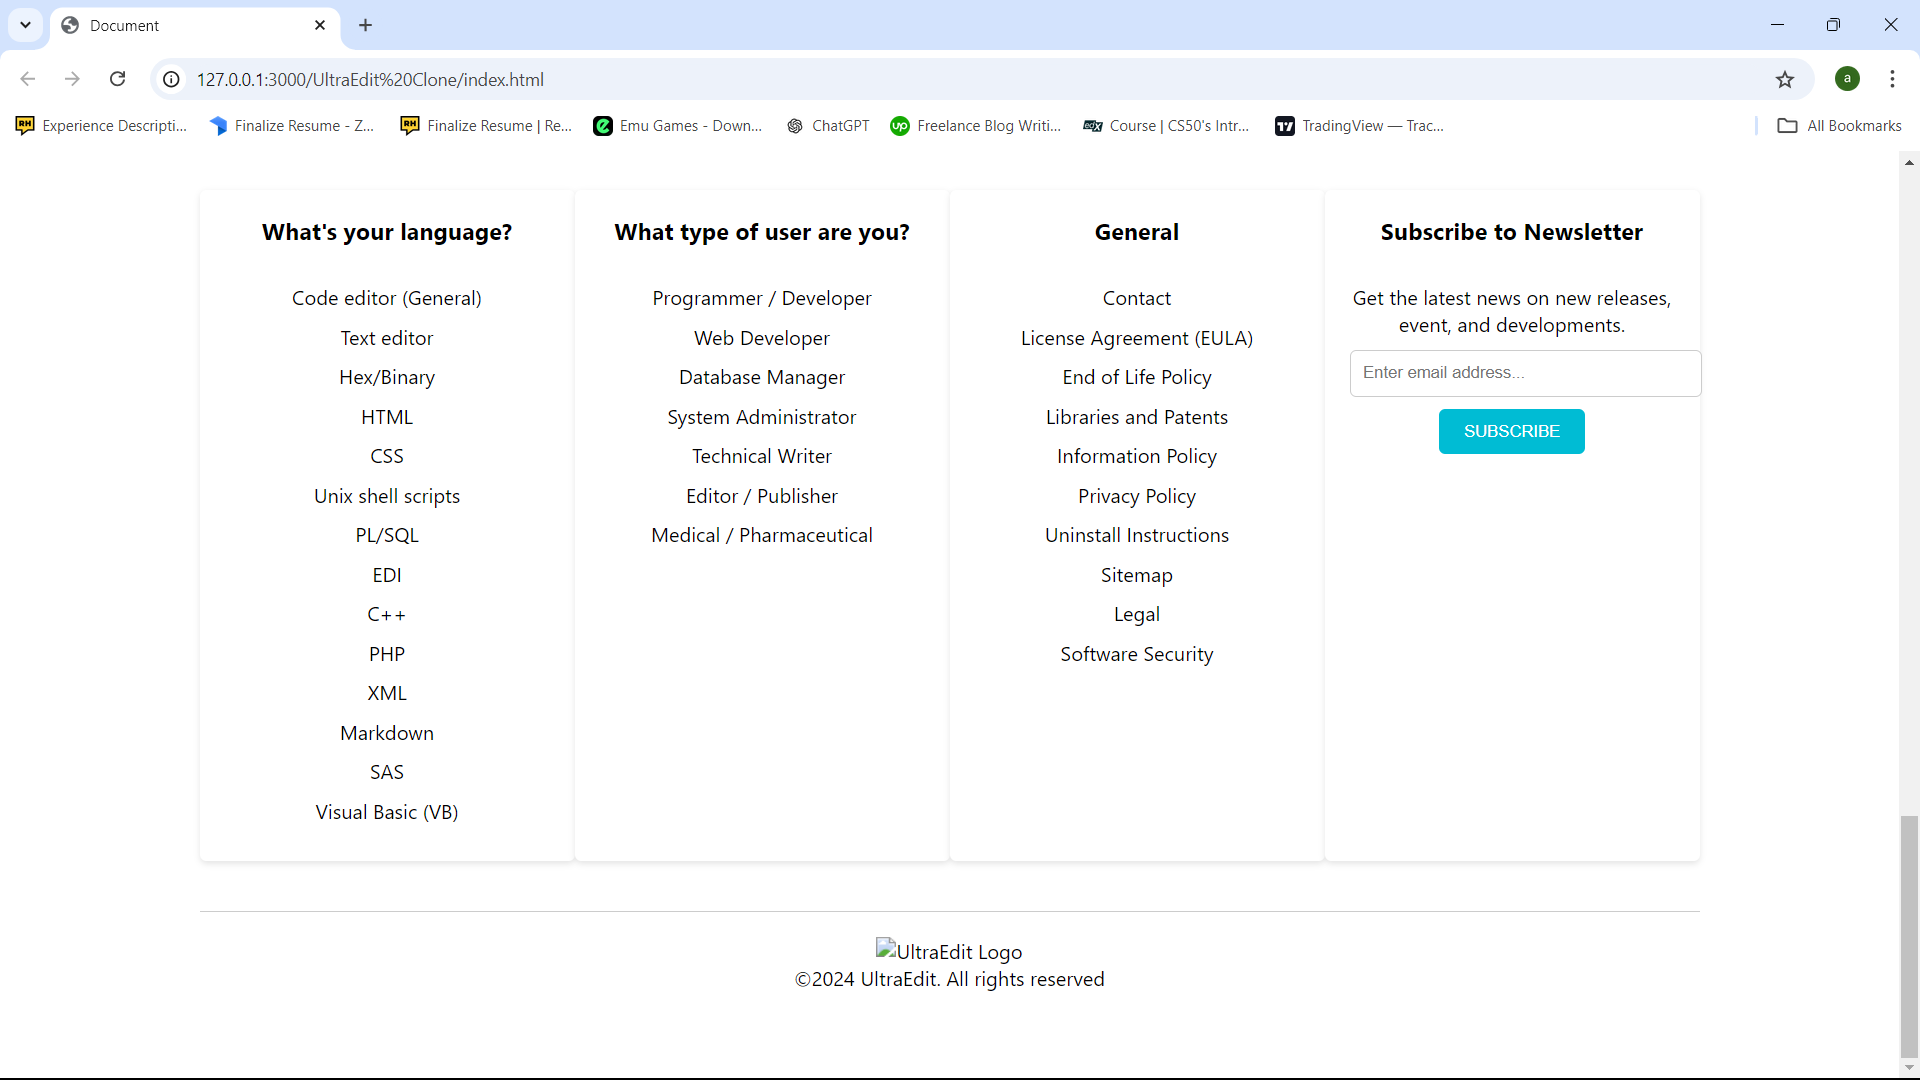 Document
127.0.0.1:3000/UltraEdit%20Clone/index.html
a
Experience Descripti...
Finalize Resume - Z...
Finalize Resume | Re...
Emu Games - Down...
ChatGPT
Freelance Blog Writi...
Course | CS50's Intr...
TradingView — Trac...
All Bookmarks
What's your language?
Code editor (General)
Text editor
Hex/Binary
HTML
CSS
Unix shell scripts
PL/SQL
EDI
C++
PHP
XML
Markdown
SAS
Visual Basic (VB)
What type of user are you?
Programmer / Developer
Web Developer
Database Manager
System Administrator
Technical Writer
Editor / Publisher
Medical / Pharmaceutical
General
Contact
License Agreement (EULA)
End of Life Policy
Libraries and Patents
Information Policy
Privacy Policy
Uninstall Instructions
Sitemap
Legal
Software Security
Subscribe to Newsletter
Get the latest news on new releases,
event, and developments.
Enter email address...
SUBSCRIBE
UltraEdit Logo
©2024 UltraEdit. All rights reserved